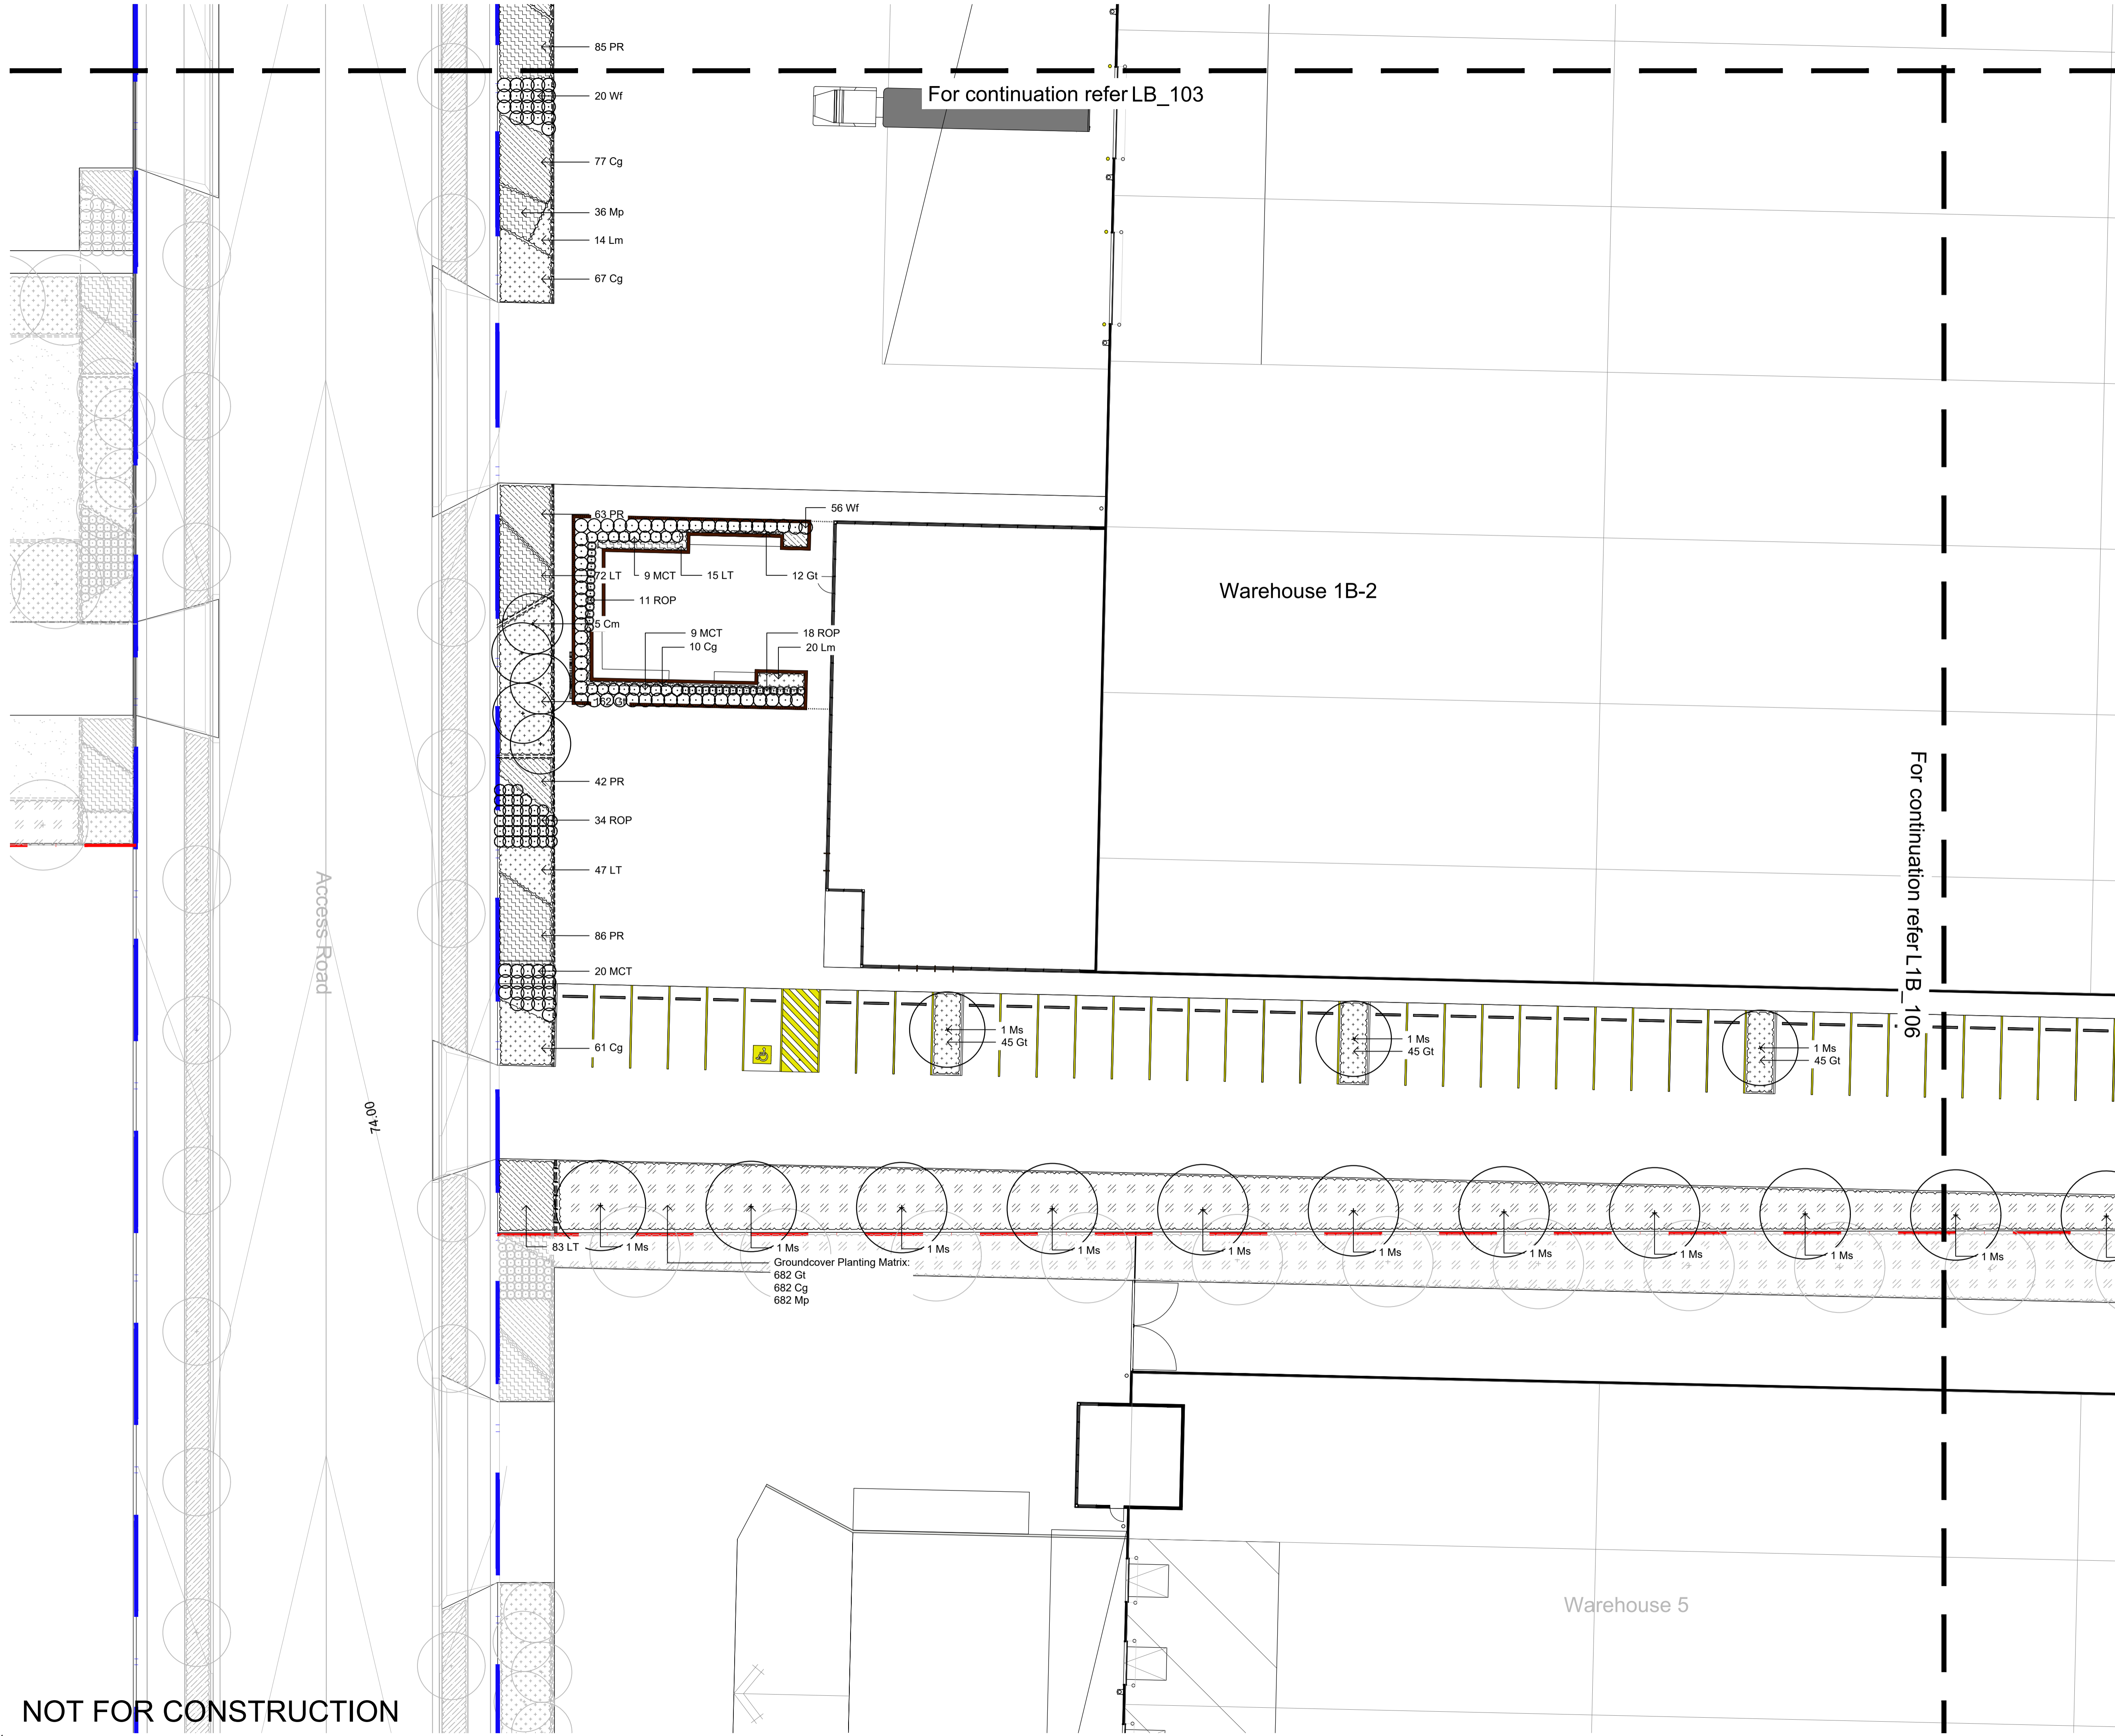 85 PR
For continuation refer LB_103
20 Wf
77 Cg
36 Mp
14 Lm
67 Cg
56 Wf
63 PR
72 LT
9 MCT
15 LT
12 Gt
Warehouse 1B-2
11 ROP
5 Cm
9 MCT
18 ROP
10 Cg
20 Lm
162 Gt
42 PR
34 ROP
47 LT
For continuation refer L1B_106
Access Road
86 PR
20 MCT
61 Cg
1 Ms
45 Gt
1 Ms
45 Gt
1 Ms
45 Gt
74.00
83 LT
1 Ms
1 Ms
1 Ms
1 Ms
1 Ms
1 Ms
1 Ms
1 Ms
1 Ms
1 Ms
Groundcover Planting Matrix:
682 Gt
682 Cg
682 Mp
Warehouse 5
NOT FOR CONSTRUCTION